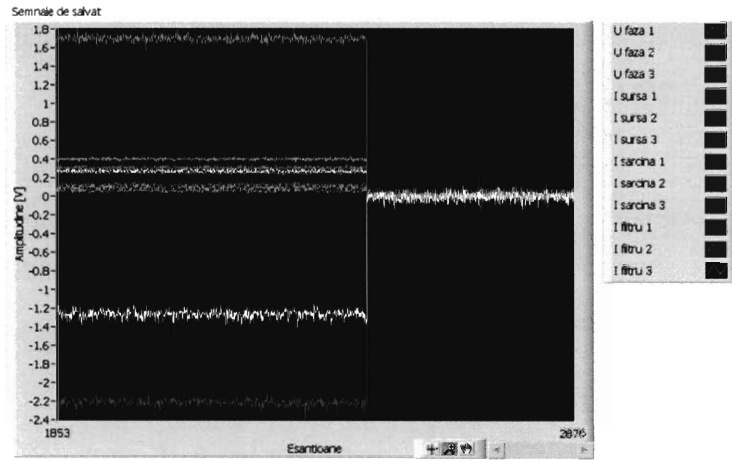 Semnale de salvat
1.8
1.6
1.4
1.2
1
0.8
0.6
0.4
0.2
0
-0.2
-0.4
-0.6
-0.8
-1
-1.2
-1.4
-1.6
-1.8
-2
-2.2
-2.4
Amplitudine [V]
1853
2076
Esantioane
U faza 1
U faza 2
U faza 3
I sursa 1
I sursa 2
I sursa 3
I sarcina 1
I sarcina 2
I sarcina 3
I filtru 1
I filtru 2
I filtru 3